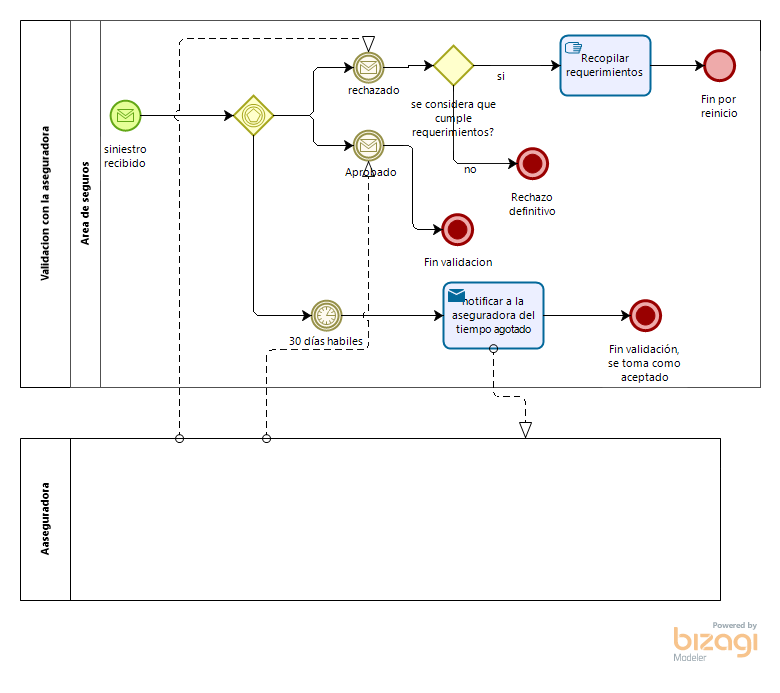 Validacion con la aseguradora
Area de seguros
siniestro
recibido
rechazado
se considera que
cumple
requerimientos?
si
Recopilar
requerimientos
Fin por
reinicio
Aprobado
no
Rechazo
definitivo
Fin validacion
30 días habiles
notificar a la
aseguradora del
tiempo agotado
Fin validación,
se toma como
aceptado
Aaseguradora
Powered by
bizagi
Modeler